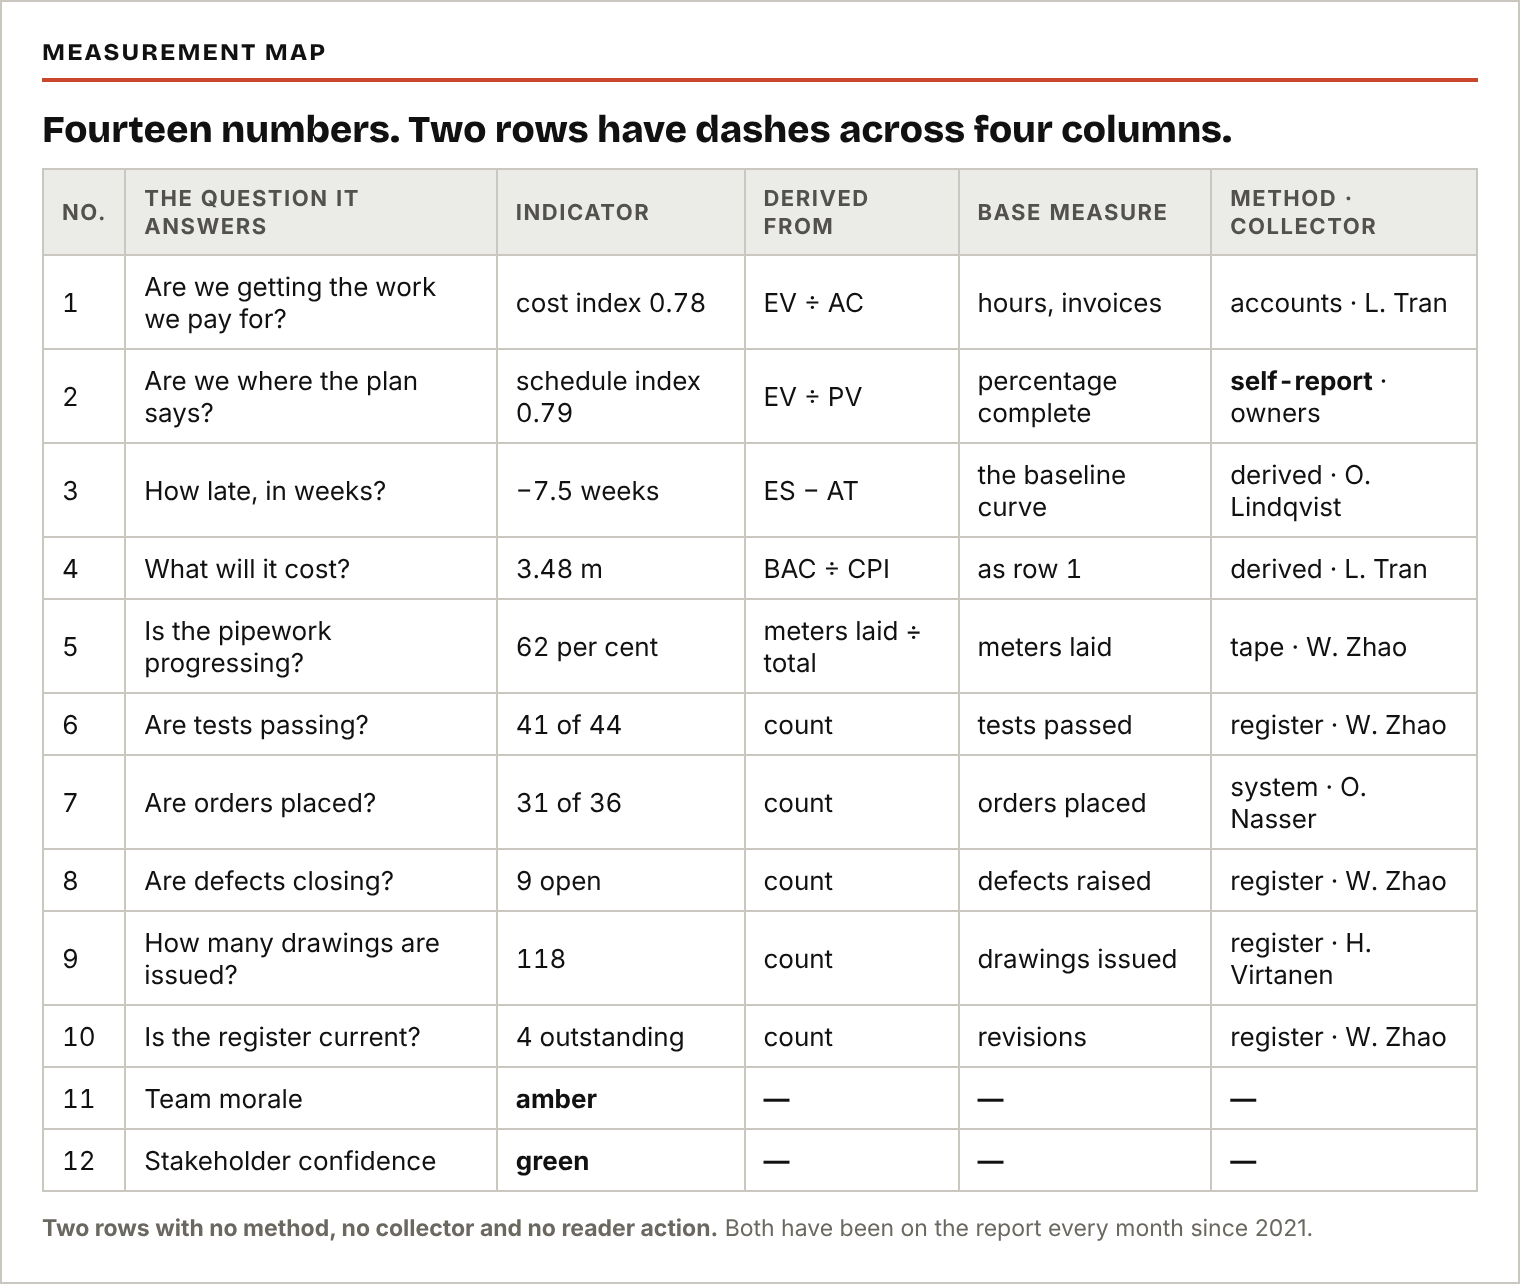 MEASUREMENT MAP
Fourteen numbers. Two rows have dashes across four columns.
NO.
THE QUESTION IT
ANSWERS
INDICATOR
DERIVED
FROM
BASE MEASURE
METHOD ·
COLLECTOR
1
Are we getting the work
we pay for?
cost index 0.78
EV ÷ AC
hours, invoices
accounts · L. Tran
2
Are we where the plan
says?
schedule index
0.79
EV ÷ PV
percentage
complete
self-report ·
owners
3
How late, in weeks?
−7.5 weeks
ES − AT
the baseline
curve
derived · O.
Lindqvist
4
What will it cost?
3.48 m
BAC ÷ CPI
as row 1
derived · L. Tran
5
Is the pipework
progressing?
62 per cent
meters laid ÷
total
meters laid
tape · W. Zhao
6
Are tests passing?
41 of 44
count
tests passed
register · W. Zhao
7
Are orders placed?
31 of 36
count
orders placed
system · O.
Nasser
8
Are defects closing?
9 open
count
defects raised
register · W. Zhao
9
How many drawings are
issued?
118
count
drawings issued
register · H.
Virtanen
10
Is the register current?
4 outstanding
count
revisions
register · W. Zhao
11
Team morale
amber
—
—
—
12
Stakeholder confidence
green
—
—
—
Two rows with no method, no collector and no reader action. Both have been on the report every month since 2021.